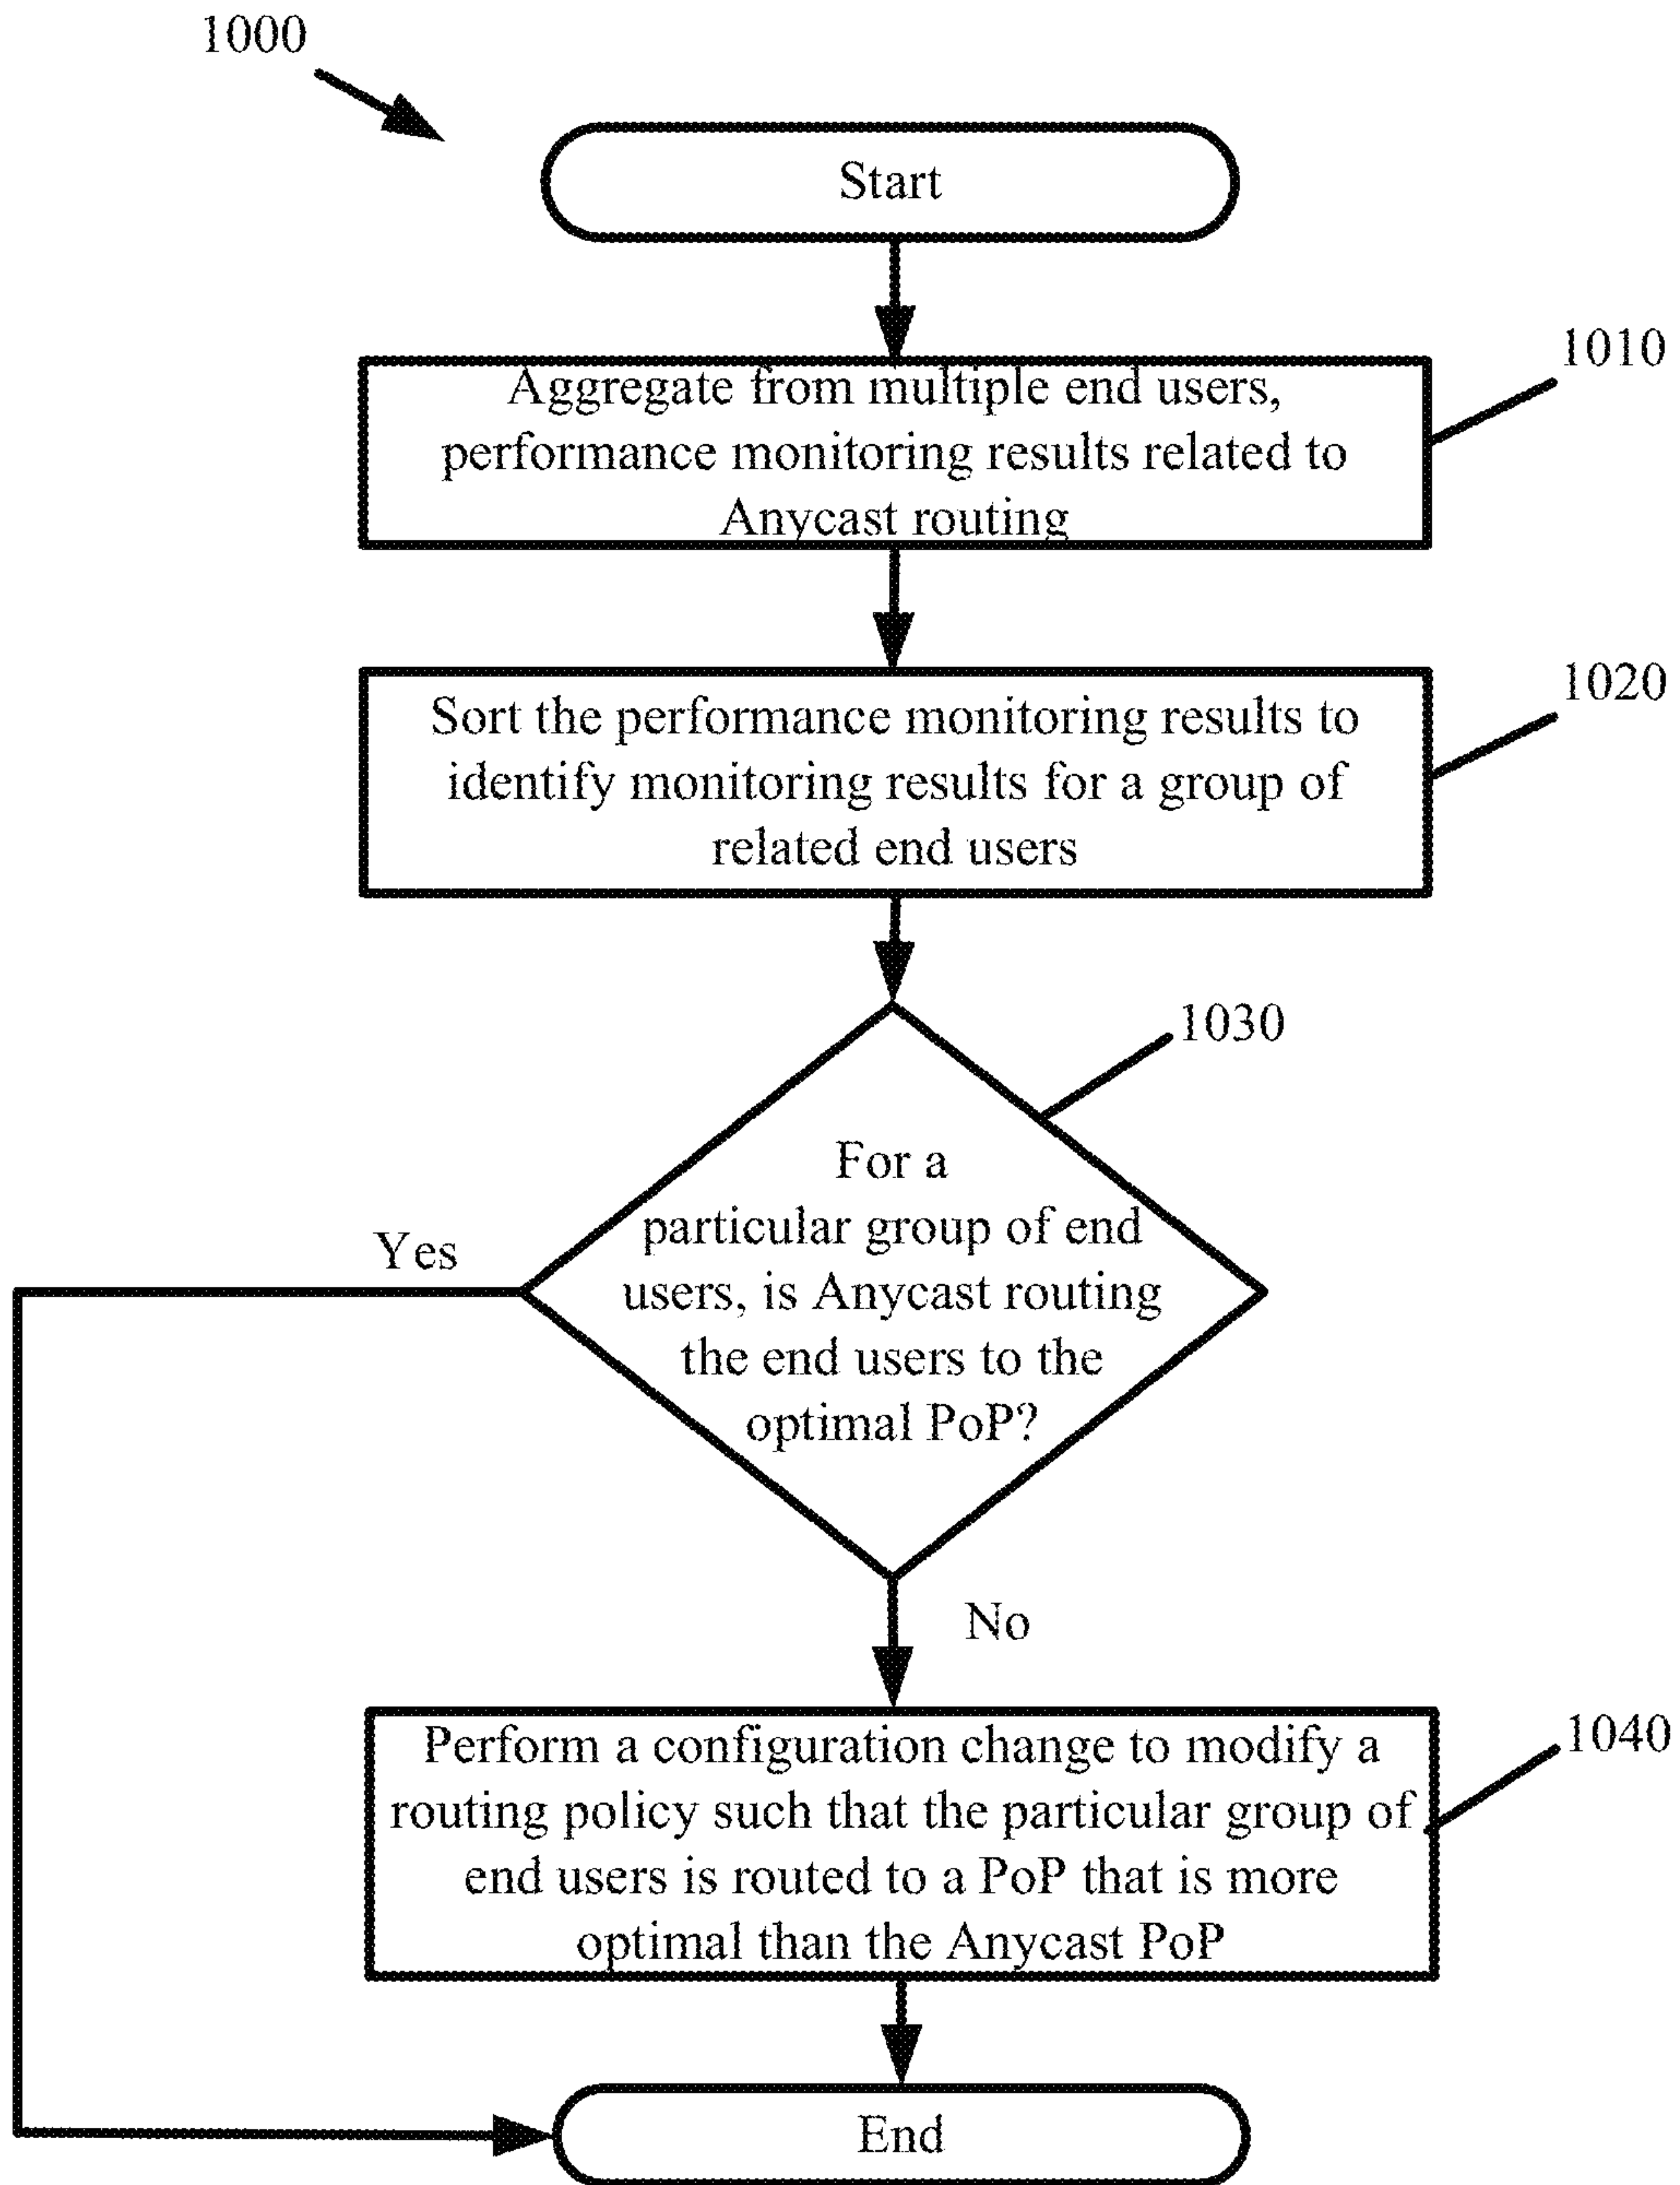 1000
Start
1010
Aggregate from multiple end users,
performance monitoring results related to
Anycast routing
1020
Sort the performance monitoring results to
identify monitoring results for a group of
related end users
1030
For a
particular group of end
users, is Anycast routing
the end users to the
optimal PoP?
Yes
No
1040
Perform a configuration change to modify a
routing policy such that the particular group of
end users is routed to a PoP that is more
optimal than the Anycast PoP
End